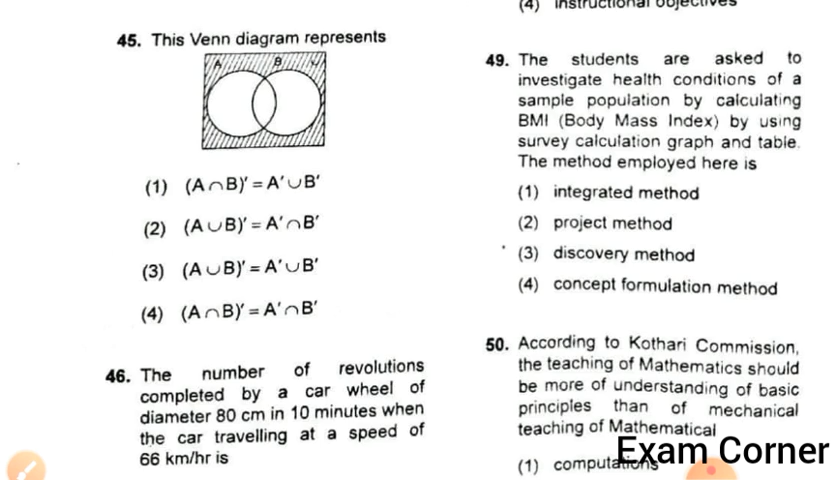 45. This Venn diagram represents
A B
(1) (A∩B)′ = A′∪B′
(2) (A∪B)′ = A′∩B′
(3) (A∪B)′ = A′∪B′
(4) (A∩B)′ = A′∩B′
46. The number of revolutions
completed by a car wheel of
diameter 80 cm in 10 minutes when
the car travelling at a speed of
66 km/hr is
(4) instructional objectives
49. The students are asked to
investigate health conditions of a
sample population by calculating
BMI (Body Mass Index) by using
survey calculation graph and table.
The method employed here is
(1) integrated method
(2) project method
(3) discovery method
(4) concept formulation method
50. According to Kothari Commission,
the teaching of Mathematics should
be more of understanding of basic
principles than of mechanical
teaching of Mathematical
(1) computations
Exam Corner